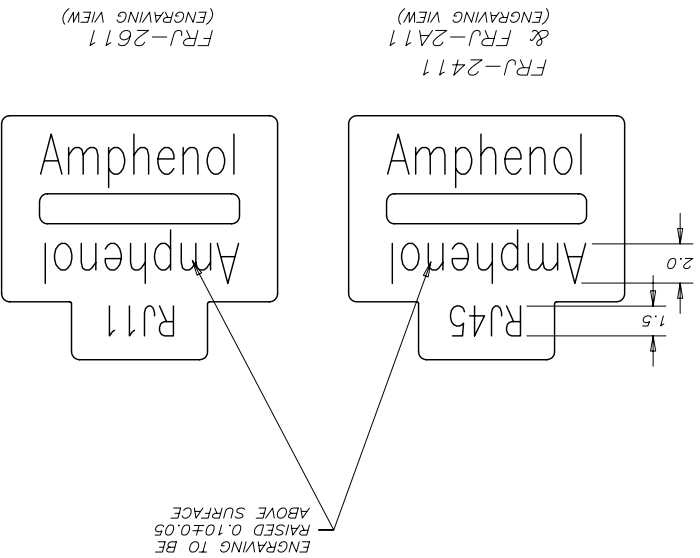 ENGRAVING TO BE
RAISED 0.10±0.05
ABOVE SURFACE
1.5
RJ45
2.0
Amphenol
Amphenol
RJ11
Amphenol
Amphenol
FRJ-2411
& FRJ-2A11
(ENGRAVING VIEW)
FRJ-2611
(ENGRAVING VIEW)